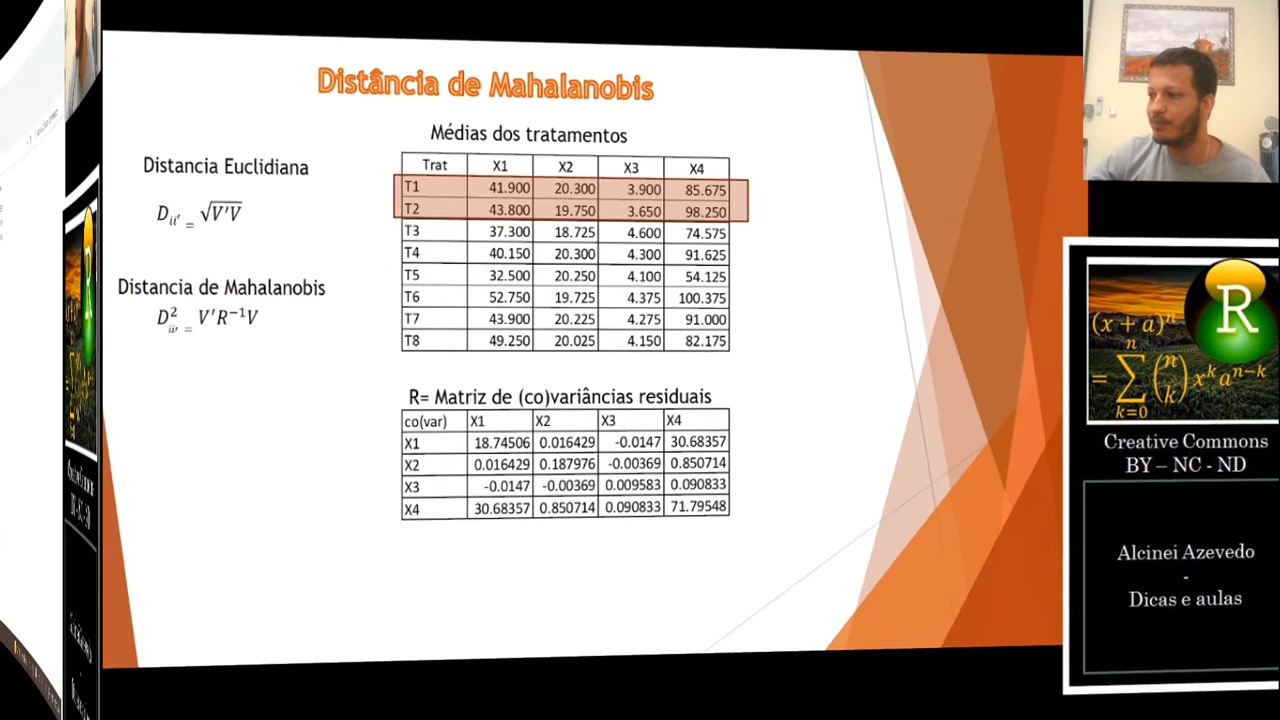 Distância de Mahalanobis
Médias dos tratamentos
Distancia Euclidiana
D_ii' = √V'V
Distancia de Mahalanobis
D²_ii' = V'R⁻¹V
Trat X1 X2 X3 X4
T1 41.900 20.300 3.900 85.675
T2 43.800 19.750 3.650 98.250
T3 37.300 18.725 4.600 74.575
T4 40.150 20.300 4.300 91.625
T5 32.500 20.250 4.100 54.125
T6 52.750 19.725 4.375 100.375
T7 43.900 20.225 4.275 91.000
T8 49.250 20.025 4.150 82.175
R= Matriz de (co)variâncias residuais
co(var) X1 X2 X3 X4
X1 18.74506 0.016429 -0.0147 30.68357
X2 0.016429 0.187976 -0.00369 0.850714
X3 -0.0147 -0.00369 0.009583 0.090833
X4 30.68357 0.850714 0.090833 71.79548
R
(x + a)ⁿ
= ∑ₖ₌₀ⁿ (n k) xᵏaⁿ⁻ᵏ
Creative Commons
BY – NC - ND
Alcinei Azevedo
-
Dicas e aulas